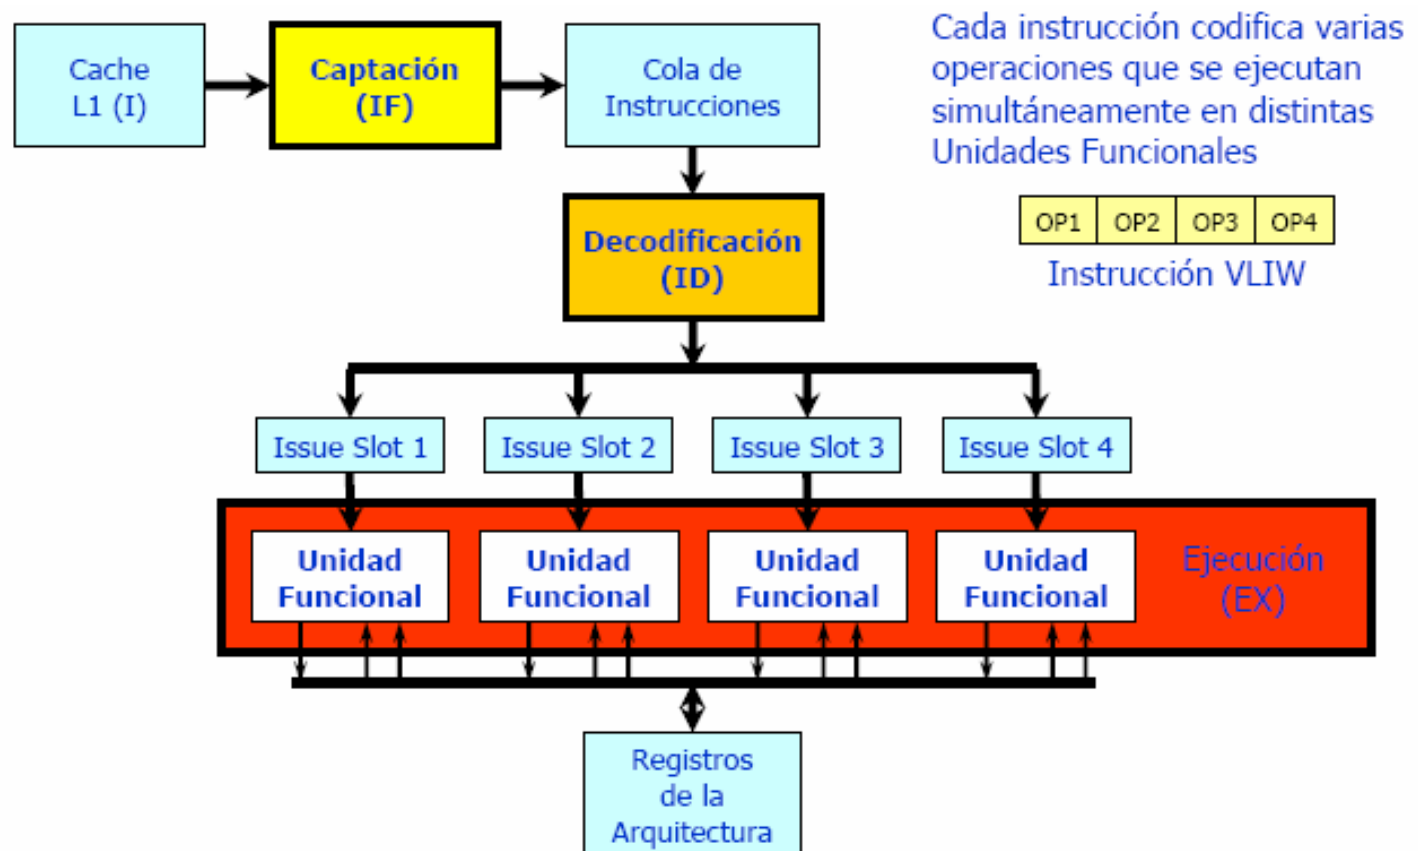 Cache
L1 (I)
Captación
(IF)
Cola de
Instrucciones
Cada instrucción codifica varias
operaciones que se ejecutan
simultáneamente en distintas
Unidades Funcionales
OP1 OP2 OP3 OP4
Instrucción VLIW
Decodificación
(ID)
Issue Slot 1
Issue Slot 2
Issue Slot 3
Issue Slot 4
Unidad
Funcional
Unidad
Funcional
Unidad
Funcional
Unidad
Funcional
Ejecución
(EX)
Registros
de la
Arquitectura